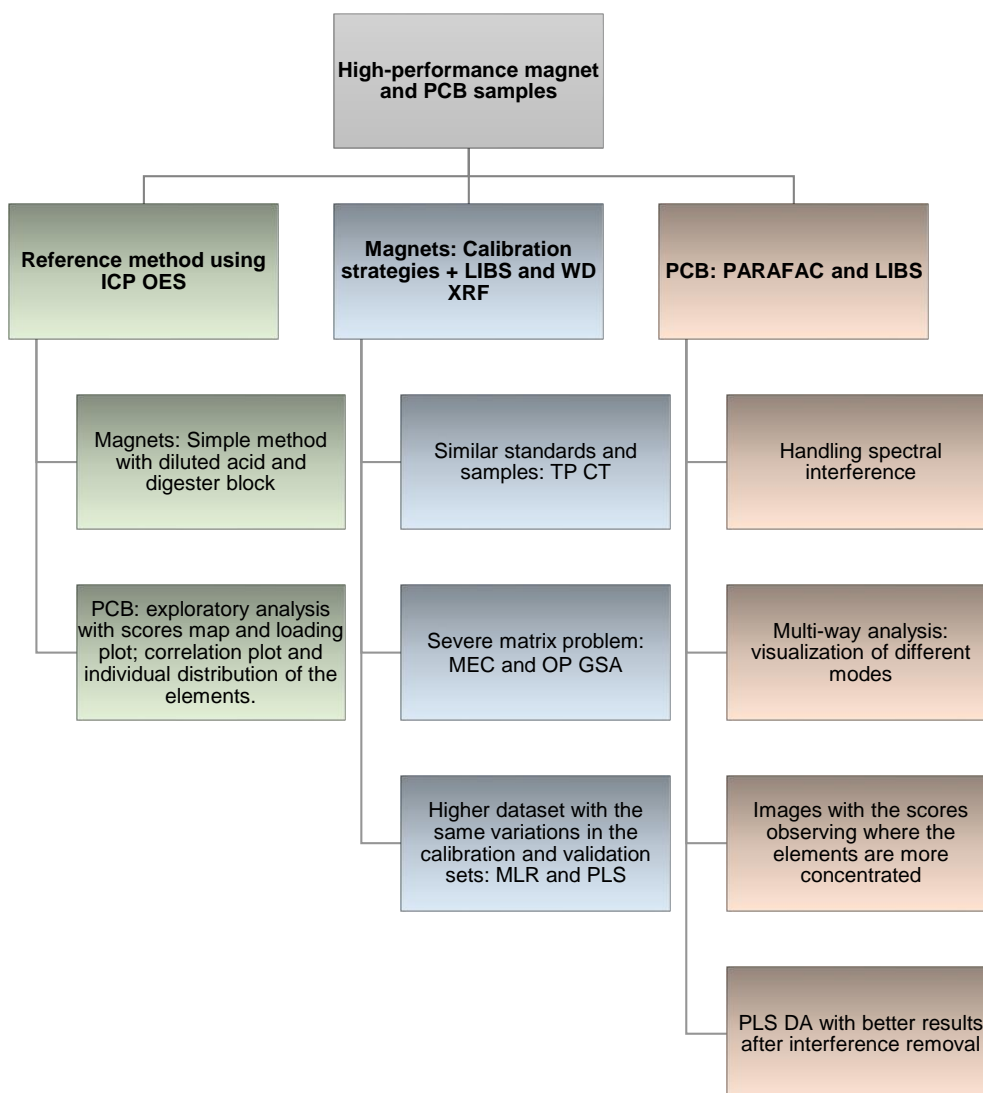 High-performance magnet
and PCB samples
Reference method using
ICP OES
Magnets: Simple method
with diluted acid and
digester block
PCB: exploratory analysis
with scores map and loading
plot; correlation plot and
individual distribution of the
elements.
Magnets: Calibration
strategies + LIBS and WD
XRF
Similar standards and
samples: TP CT
Severe matrix problem:
MEC and OP GSA
Higher dataset with the
same variations in the
calibration and validation
sets: MLR and PLS
PCB: PARAFAC and LIBS
Handling spectral
interference
Multi-way analysis:
visualization of different
modes
Images with the scores
observing where the
elements are more
concentrated
PLS DA with better results
after interference removal